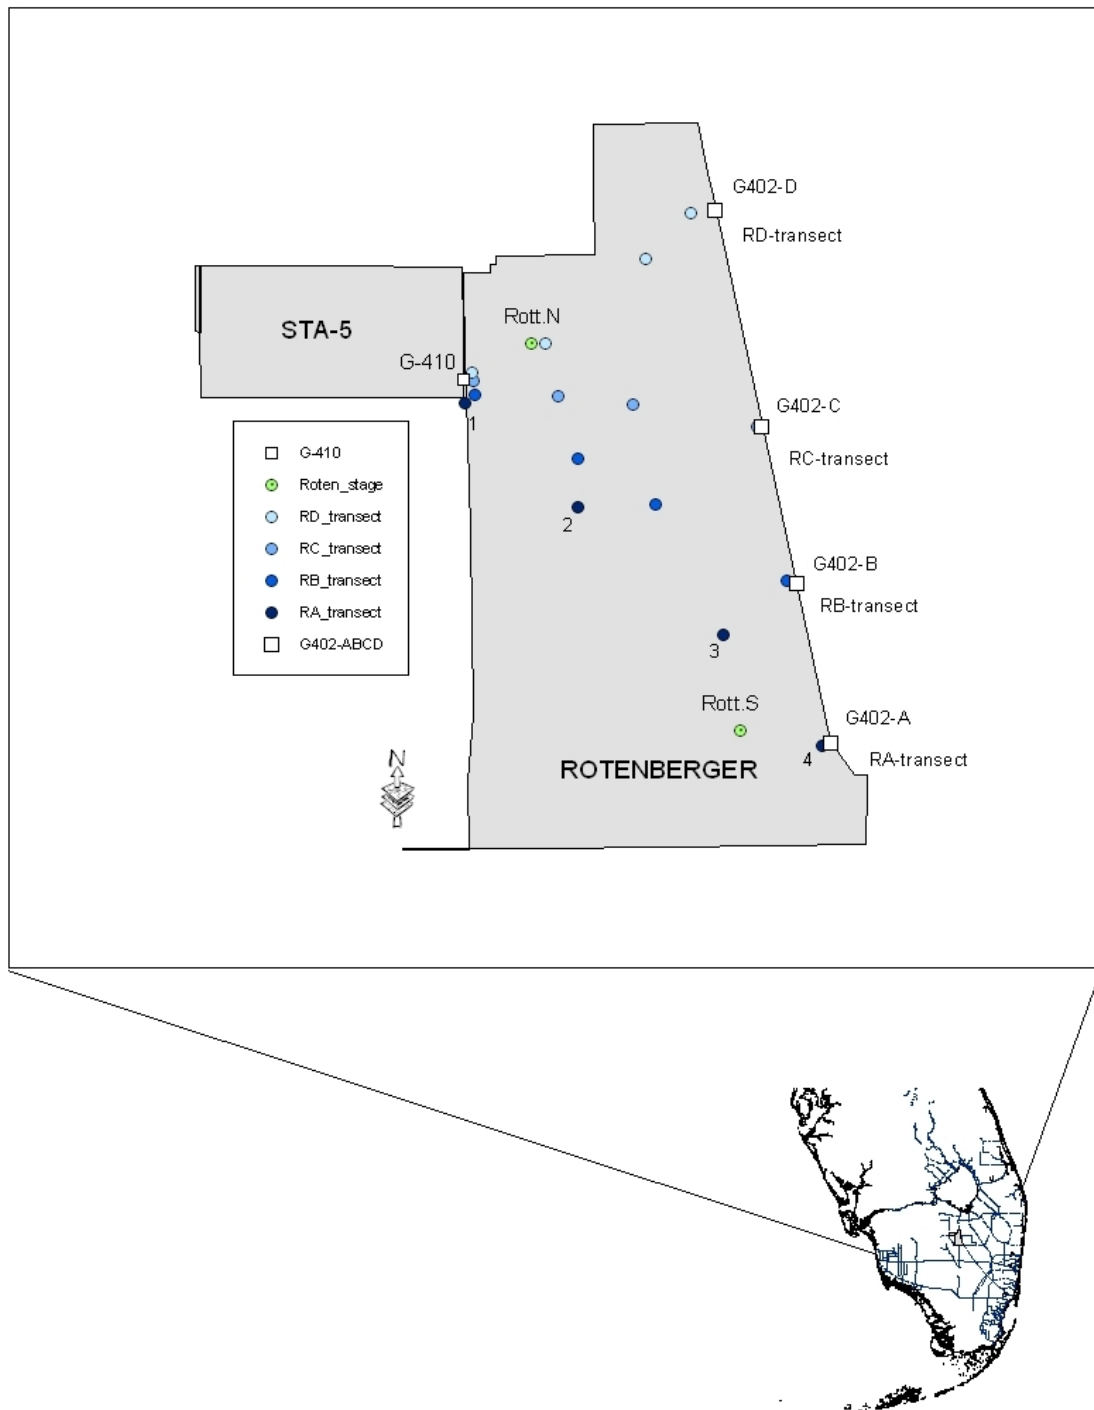 G402-D
RD-transect
Rott.N
STA-5
G-410
G402-C
1
RC-transect
G-410
Roten_stage
2
RD_transect
RC_transect
G402-B
RB_transect
RB-transect
RA_transect
3
G402-ABCD
Rott.S
G402-A
N
4
RA-transect
ROTENBERGER